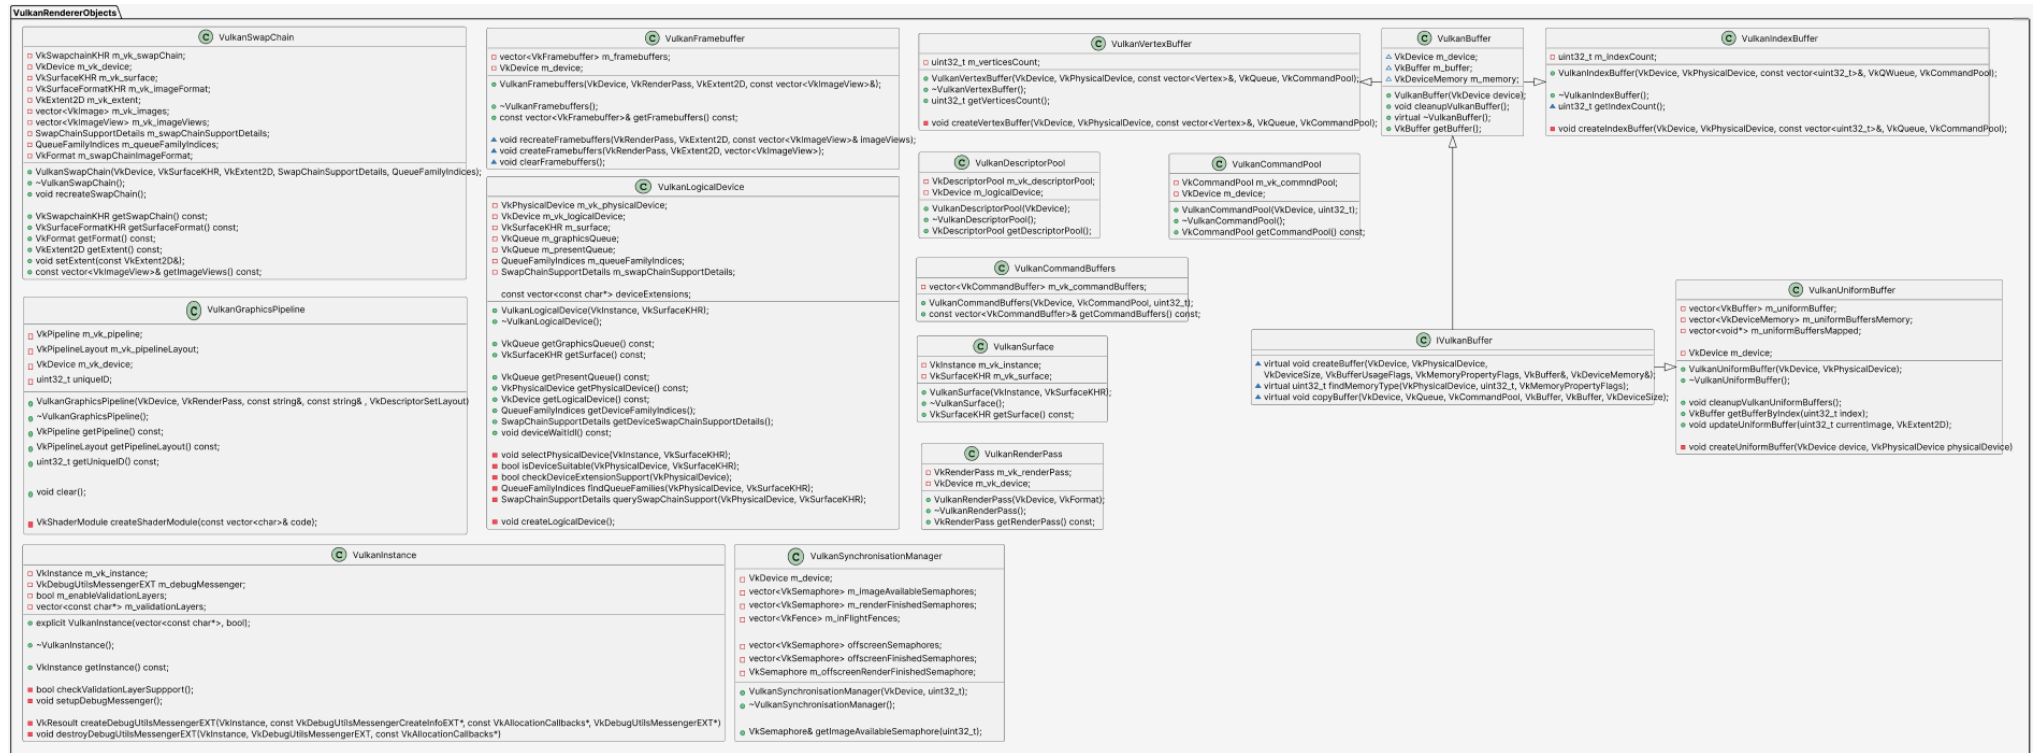 VulkanRendererObjects
C VulkanSwapChain
VkSwapchainKHR m_vk_swapChain;
VkDevice m_vk_device;
VkSurfaceKHR m_vk_surface;
VkSurfaceFormatKHR m_vk_imageFormat;
VkExtent2D m_vk_extent;
vector<VkImage> m_vk_images;
vector<VkImageView> m_vk_imageViews;
SwapChainSupportDetails m_swapChainSupportDetails;
QueueFamilyIndices m_queueFamilyIndices;
VkFormat m_swapChainImageFormat;
VulkanSwapChain(VkDevice, VkSurfaceKHR, VkExtent2D, SwapChainSupportDetails, QueueFamilyIndices);
~VulkanSwapChain();
void recreateSwapChain();
VkSwapchainKHR getSwapChain() const;
VkSurfaceFormatKHR getSurfaceFormat() const;
VkFormat getFormat() const;
VkExtent2D getExtent() const;
void setExtent(const VkExtent2D&);
const vector<VkImageView>& getImageViews() const;
C VulkanFramebuffer
vector<VkFramebuffer> m_framebuffers;
VkDevice m_device;
VulkanFramebuffers(VkDevice, VkRenderPass, VkExtent2D, const vector<VkImageView>&);
~VulkanFramebuffers();
const vector<VkFramebuffer>& getFramebuffers() const;
void recreateFramebuffers(VkRenderPass, VkExtent2D, const vector<VkImageView>& imageViews);
void createFramebuffers(VkRenderPass, VkExtent2D, vector<VkImageView>);
void clearFramebuffers();
C VulkanVertexBuffer
uint32_t m_verticesCount;
VulkanVertexBuffer(VkDevice, VkPhysicalDevice, const vector<Vertex>&, VkQueue, VkCommandPool);
~VulkanVertexBuffer();
uint32_t getVerticesCount();
void createVertexBuffer(VkDevice, VkPhysicalDevice, const vector<Vertex>&, VkQueue, VkCommandPool);
C VulkanBuffer
VkDevice m_device;
VkBuffer m_buffer;
VkDeviceMemory m_memory;
VulkanBuffer(VkDevice device);
void cleanupVulkanBuffer();
virtual ~VulkanBuffer();
VkBuffer getBuffer();
C VulkanIndexBuffer
uint32_t m_indexCount;
VulkanIndexBuffer(VkDevice, VkPhysicalDevice, const vector<uint32_t>&, VkQWueue, VkCommandPool);
~VulkanIndexBuffer();
uint32_t getIndexCount();
void createIndexBuffer(VkDevice, VkPhysicalDevice, const vector<uint32_t>&, VkQueue, VkCommandPool);
C VulkanLogicalDevice
VkPhysicalDevice m_vk_physicalDevice;
VkDevice m_vk_logicalDevice;
VkSurfaceKHR m_surface;
VkQueue m_graphicsQueue;
VkQueue m_presentQueue;
QueueFamilyIndices m_queueFamilyIndices;
SwapChainSupportDetails m_swapChainSupportDetails;
const vector<const char*> deviceExtensions;
VulkanLogicalDevice(VkInstance, VkSurfaceKHR);
~VulkanLogicalDevice();
VkQueue getGraphicsQueue() const;
VkSurfaceKHR getSurface() const;
VkQueue getPresentQueue() const;
VkPhysicalDevice getPhysicalDevice() const;
VkDevice getLogicalDevice() const;
QueueFamilyIndices getDeviceFamilyIndices();
SwapChainSupportDetails getDeviceSwapChainSupportDetails();
void deviceWaitIdl() const;
void selectPhysicalDevice(VkInstance, VkSurfaceKHR);
bool isDeviceSuitable(VkPhysicalDevice, VkSurfaceKHR);
bool checkDeviceExtensionSupport(VkPhysicalDevice);
QueueFamilyIndices findQueueFamilies(VkPhysicalDevice, VkSurfaceKHR);
SwapChainSupportDetails querySwapChainSupport(VkPhysicalDevice, VkSurfaceKHR);
void createLogicalDevice();
C VulkanDescriptorPool
VkDescriptorPool m_vk_descriptorPool;
VkDevice m_logicalDevice;
VulkanDescriptorPool(VkDevice);
~VulkanDescriptorPool();
VkDescriptorPool getDescriptorPool();
C VulkanCommandPool
VkCommandPool m_vk_commndPool;
VkDevice m_device;
VulkanCommandPool(VkDevice, uint32_t);
~VulkanCommandPool();
VkCommandPool getCommandPool() const;
C VulkanCommandBuffers
vector<VkCommandBuffer> m_vk_commandBuffers;
VulkanCommandBuffers(VkDevice, VkCommandPool, uint32_t);
const vector<VkCommandBuffer>& getCommandBuffers() const;
C VulkanGraphicsPipeline
VkPipeline m_vk_pipeline;
VkPipelineLayout m_vk_pipelineLayout;
VkDevice m_vk_device;
uint32_t uniqueID;
VulkanGraphicsPipeline(VkDevice, VkRenderPass, const string&, const string& , VkDescriptorSetLayout)
~VulkanGraphicsPipeline();
VkPipeline getPipeline() const;
VkPipelineLayout getPipelineLayout() const;
uint32_t getUniqueID() const;
void clear();
VkShaderModule createShaderModule(const vector<char>& code);
C VulkanSurface
VkInstance m_vk_instance;
VkSurfaceKHR m_vk_surface;
VulkanSurface(VkInstance, VkSurfaceKHR);
~VulkanSurface();
VkSurfaceKHR getSurface() const;
C IVulkanBuffer
virtual void createBuffer(VkDevice, VkPhysicalDevice,
VkDeviceSize, VkBufferUsageFlags, VkMemoryPropertyFlags, VkBuffer&, VkDeviceMemory&);
virtual uint32_t findMemoryType(VkPhysicalDevice, uint32_t, VkMemoryPropertyFlags);
virtual void copyBuffer(VkDevice, VkQueue, VkCommandPool, VkBuffer, VkBuffer, VkDeviceSize);
C VulkanUniformBuffer
vector<VkBuffer> m_uniformBuffer;
vector<VkDeviceMemory> m_uniformBuffersMemory;
vector<void*> m_uniformBuffersMapped;
VkDevice m_device;
VulkanUniformBuffer(VkDevice, VkPhysicalDevice);
~VulkanUniformBuffer();
void cleanupVulkanUniformBuffers();
VkBuffer getBufferByIndex(uint32_t index);
void updateUniformBuffer(uint32_t currentImage, VkExtent2D);
void createUniformBuffer(VkDevice device, VkPhysicalDevice physicalDevice)
C VulkanRenderPass
VkRenderPass m_vk_renderPass;
VkDevice m_vk_device;
VulkanRenderPass(VkDevice, VkFormat);
~VulkanRenderPass();
VkRenderPass getRenderPass() const;
C VulkanInstance
VkInstance m_vk_instance;
VkDebugUtilsMessengerEXT m_debugMessenger;
bool m_enableValidationLayers;
vector<const char*> m_validationLayers;
explicit VulkanInstance(vector<const char*>, bool);
~VulkanInstance();
VkInstance getInstance() const;
bool checkValidationLayerSuppport();
void setupDebugMessenger();
VkResoult createDebugUtilsMessengerEXT(VkInstance, const VkDebugUtilsMessengerCreateInfoEXT*, const VkAllocationCallbacks*, VkDebugUtilsMessengerEXT*)
void destroyDebugUtilsMessengerEXT(VkInstance, VkDebugUtilsMessengerEXT, const VkAllocationCallbacks*)
C VulkanSynchronisationManager
VkDevice m_device;
vector<VkSemaphore> m_imageAvailableSemaphores;
vector<VkSemaphore> m_renderFinishedSemaphores;
vector<VkFence> m_inFlightFences;
vector<VkSemaphore> offscreenSemaphores;
vector<VkSemaphore> offscreenFinishedSemaphores;
VkSemaphore m_offscreenRenderFinishedSemaphore;
VulkanSynchronisationManager(VkDevice, uint32_t);
~VulkanSynchronisationManager();
VkSemaphore& getImageAvailableSemaphore(uint32_t);